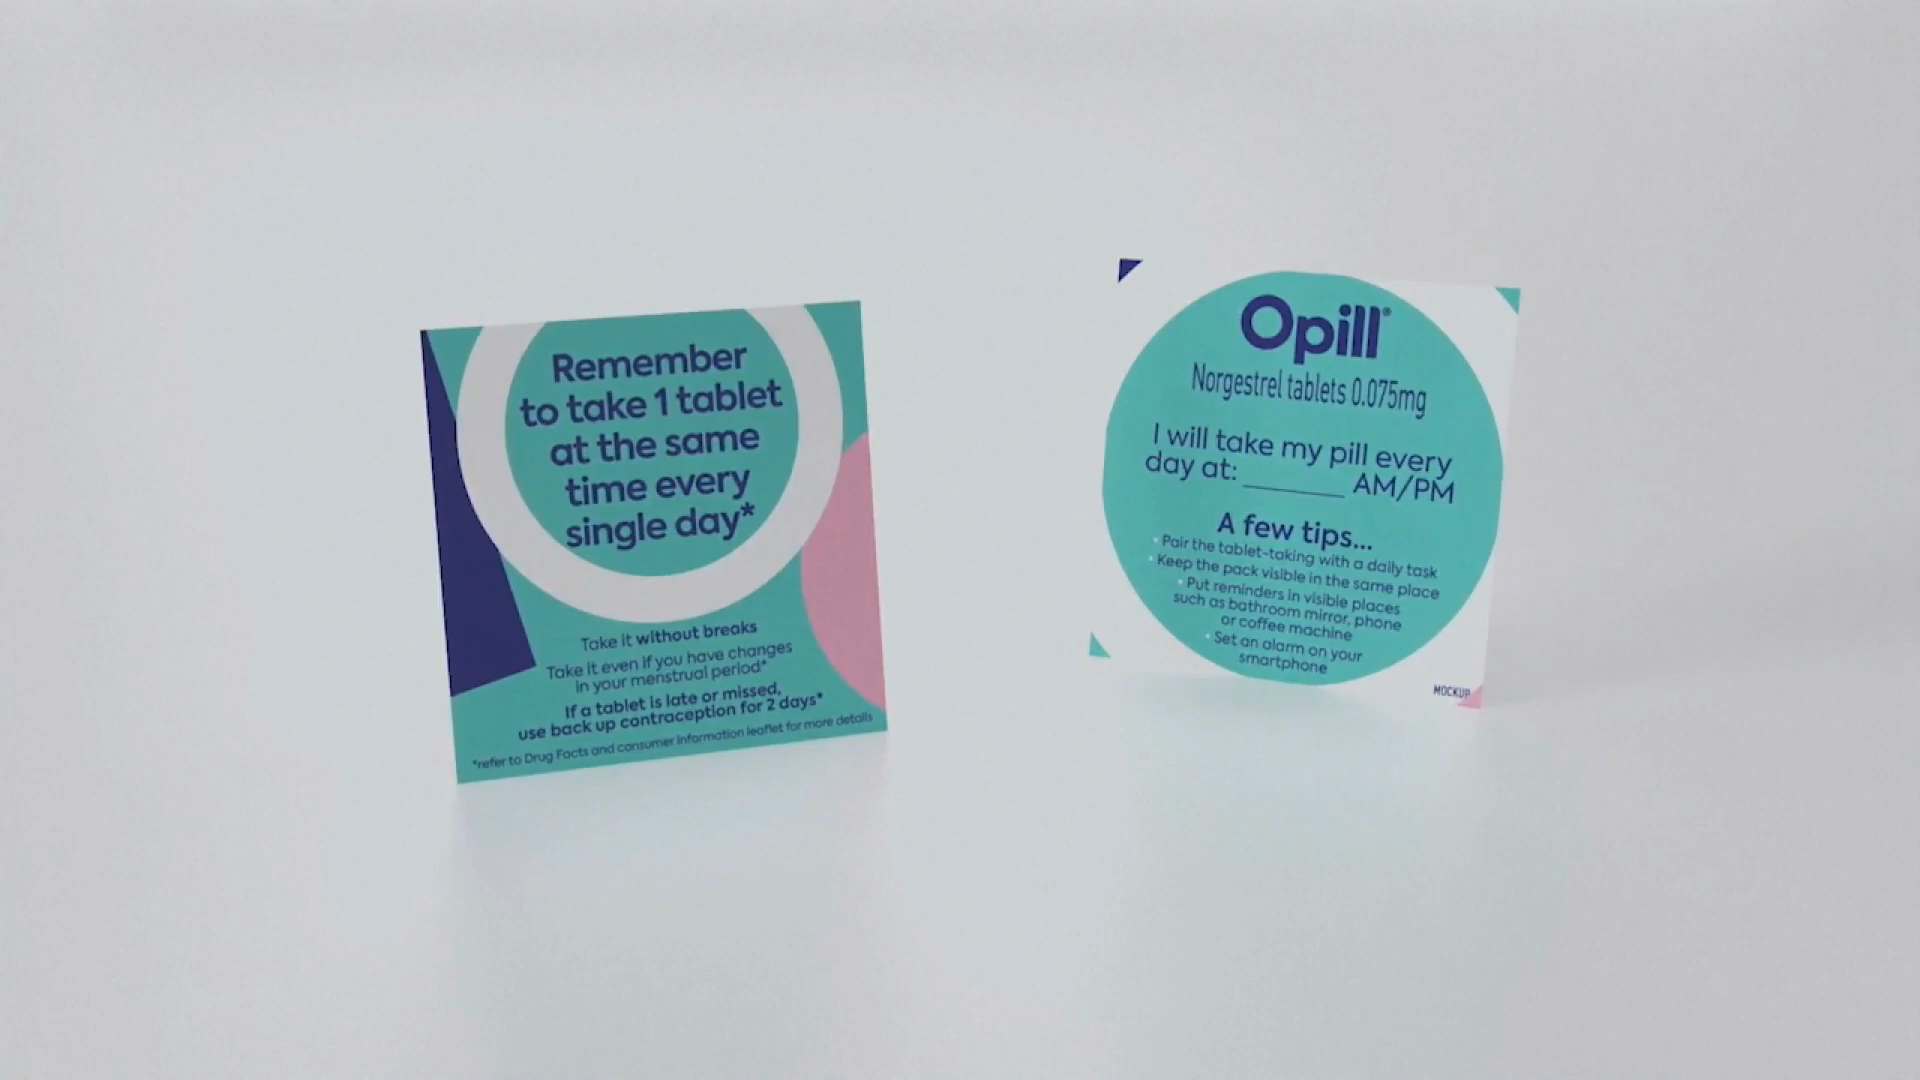 Remember
to take 1 tablet
at the same
time every
single day*
Take it without breaks
Take it even if you have changes
in your menstrual period*
If a tablet is late or missed,
use back up contraception for 2 days*
*refer to Drug Facts and consumer information leaflet for more details
Opill®
Norgestrel tablets 0.075mg
I will take my pill every
day at: ________ AM/PM
A few tips...
• Pair the tablet-taking with a daily task
• Keep the pack visible in the same place
• Put reminders in visible places
such as bathroom mirror, phone
or coffee machine
• Set an alarm on your
smartphone
MOCKUP